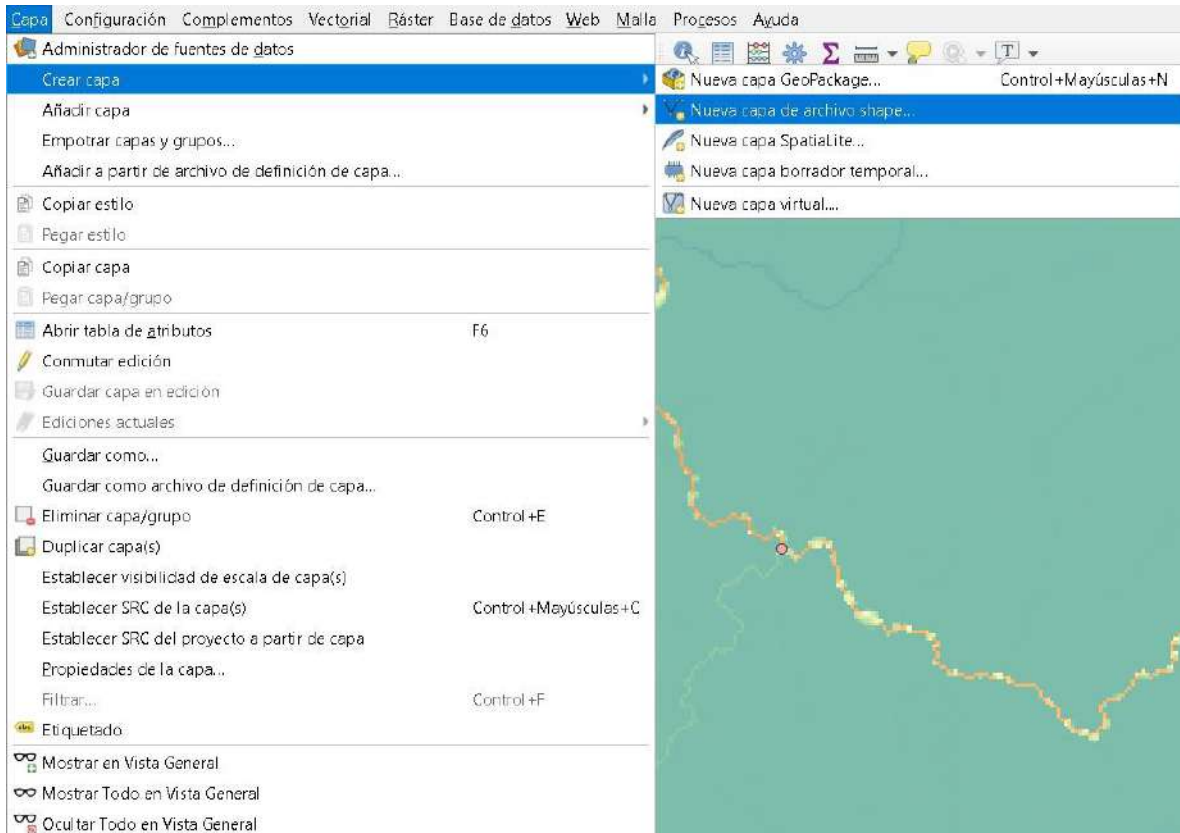 Capa Configuración Complementos Vectorial Ráster Base de datos Web Malla Procesos Ayuda
Administrador de fuentes de datos
Crear capa
Añadir capa
Empotrar capas y grupos...
Añadir a partir de archivo de definición de capa...
Copiar estilo
Pegar estilo
Copiar capa
Pegar capa/grupo
Abrir tabla de atributos F6
Conmutar edición
Guardar capa en edición
Ediciones actuales
Guardar como...
Guardar como archivo de definición de capa...
Eliminar capa/grupo Control+E
Duplicar capa(s)
Establecer visibilidad de escala de capa(s)
Establecer SRC de la capa(s) Control+Mayúsculas+C
Establecer SRC del proyecto a partir de capa
Propiedades de la capa...
Filtrar... Control+F
abc Etiquetado
Mostrar en Vista General
Mostrar Todo en Vista General
Ocultar Todo en Vista General
T
Nueva capa GeoPackage... Control+Mayúsculas+N
Nueva capa de archivo shape...
Nueva capa SpatiaLite...
Nueva capa borrador temporal...
Nueva capa virtual....